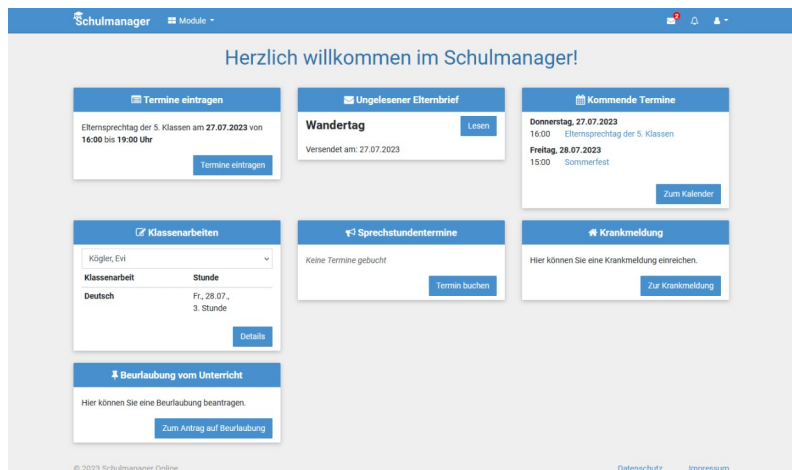 Schulmanager
Module
2
Herzlich willkommen im Schulmanager!
Termine eintragen
Elternsprechtag der 5. Klassen am 27.07.2023 von
16:00 bis 19:00 Uhr
Termine eintragen
Ungelesener Elternbrief
Wandertag
Lesen
Versendet am: 27.07.2023
Kommende Termine
Donnerstag, 27.07.2023
16:00 Elternsprechtag der 5. Klassen
Freitag, 28.07.2023
15:00 Sommerfest
Zum Kalender
Klassenarbeiten
Kögler, Evi
Klassenarbeit Stunde
Deutsch Fr., 28.07.,
3. Stunde
Details
Sprechstundentermine
Keine Termine gebucht
Termin buchen
Krankmeldung
Hier können Sie eine Krankmeldung einreichen.
Zur Krankmeldung
Beurlaubung vom Unterricht
Hier können Sie eine Beurlaubung beantragen.
Zum Antrag auf Beurlaubung
© 2023 Schulmanager Online
Datenschutz Impressum